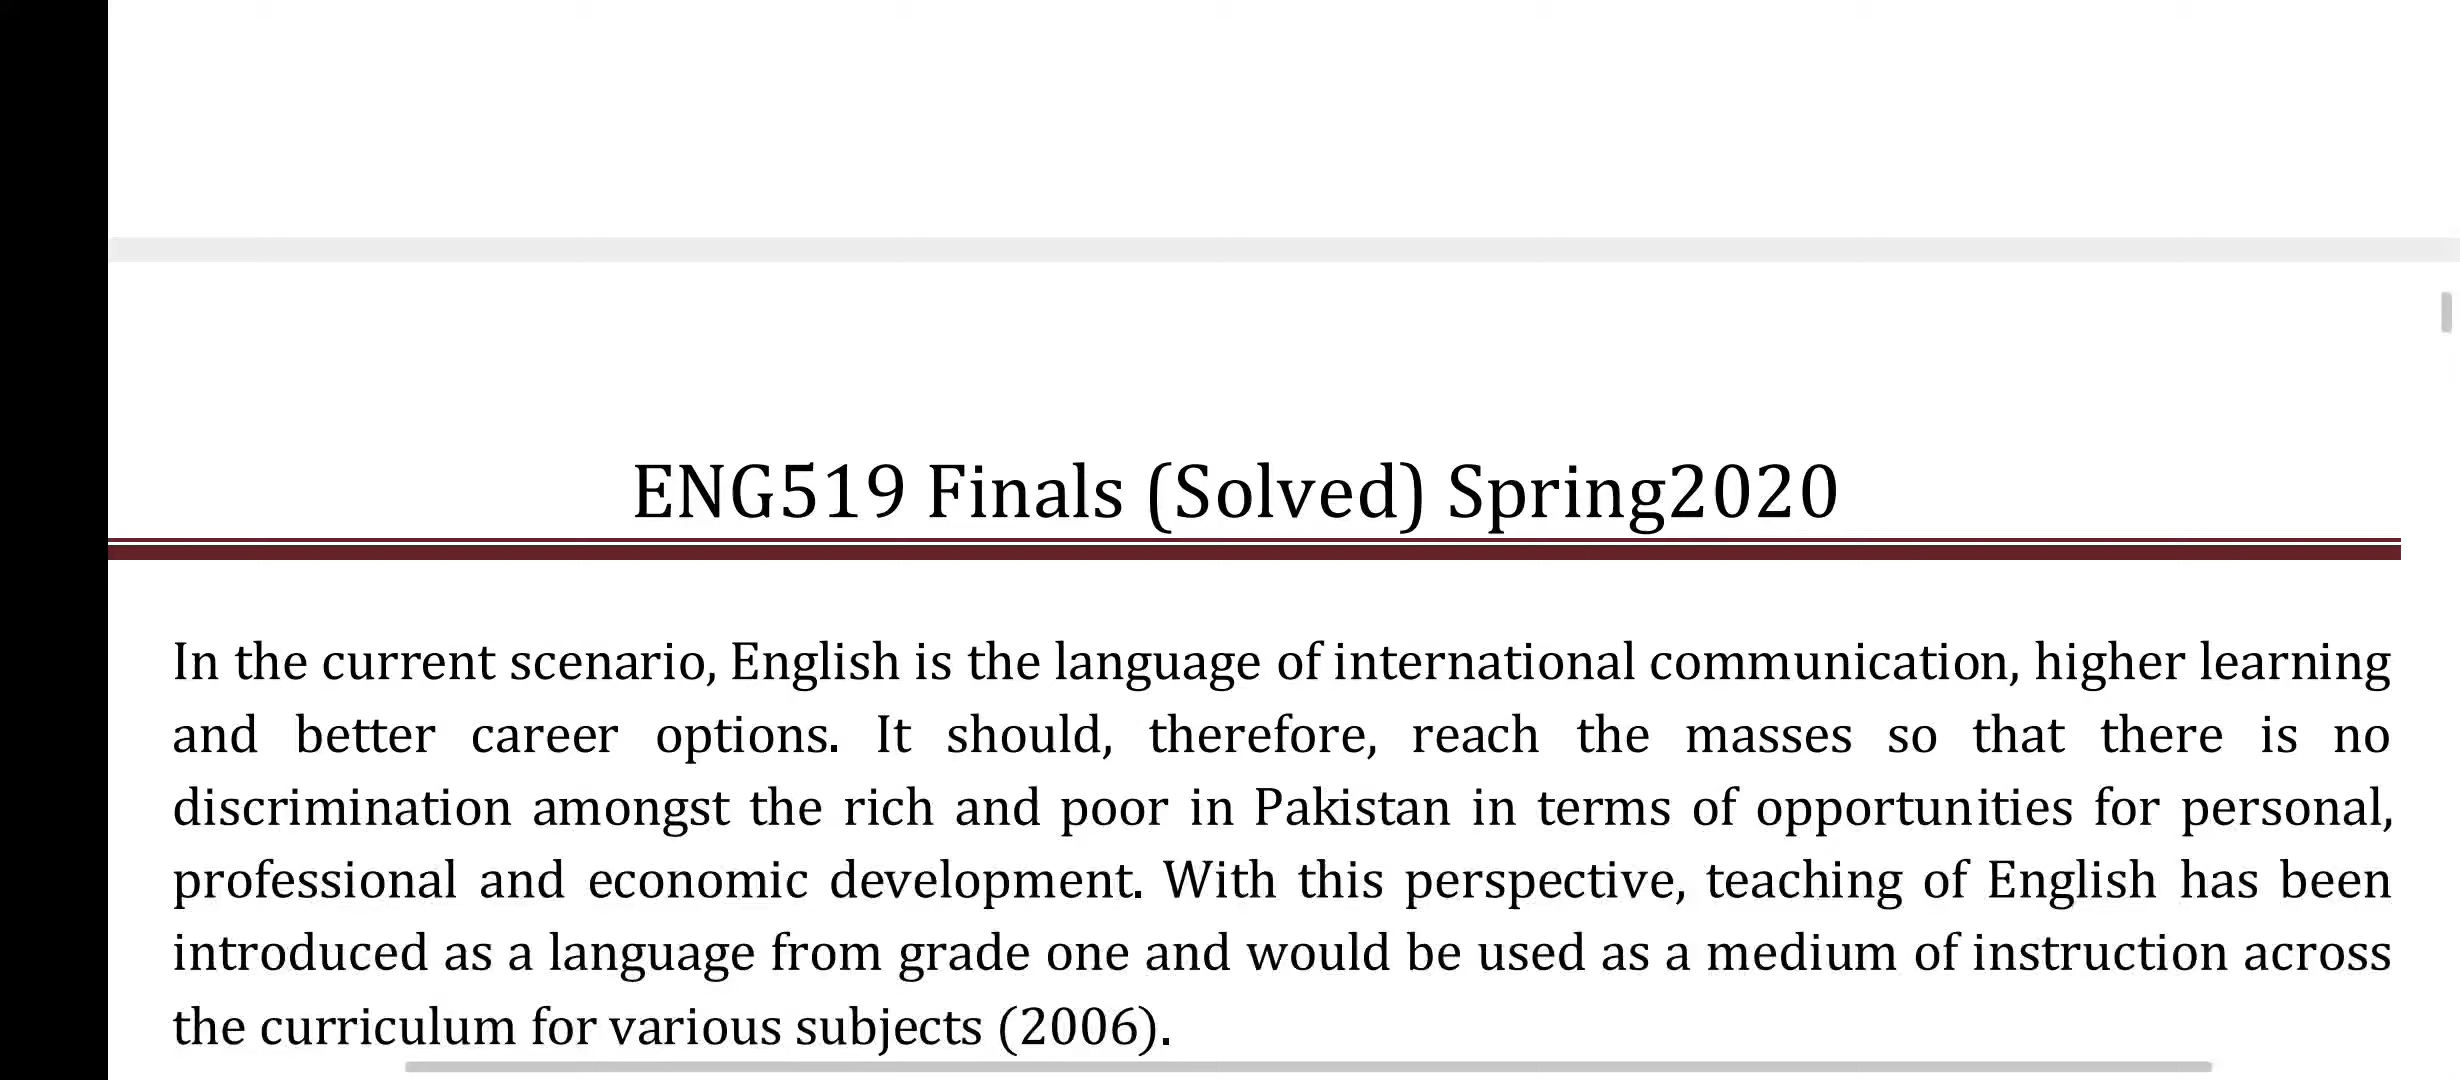 ENG519 Finals (Solved) Spring2020
In the current scenario, English is the language of international communication, higher learning
and better career options. It should, therefore, reach the masses so that there is no
discrimination amongst the rich and poor in Pakistan in terms of opportunities for personal,
professional and economic development. With this perspective, teaching of English has been
introduced as a language from grade one and would be used as a medium of instruction across
the curriculum for various subjects (2006).